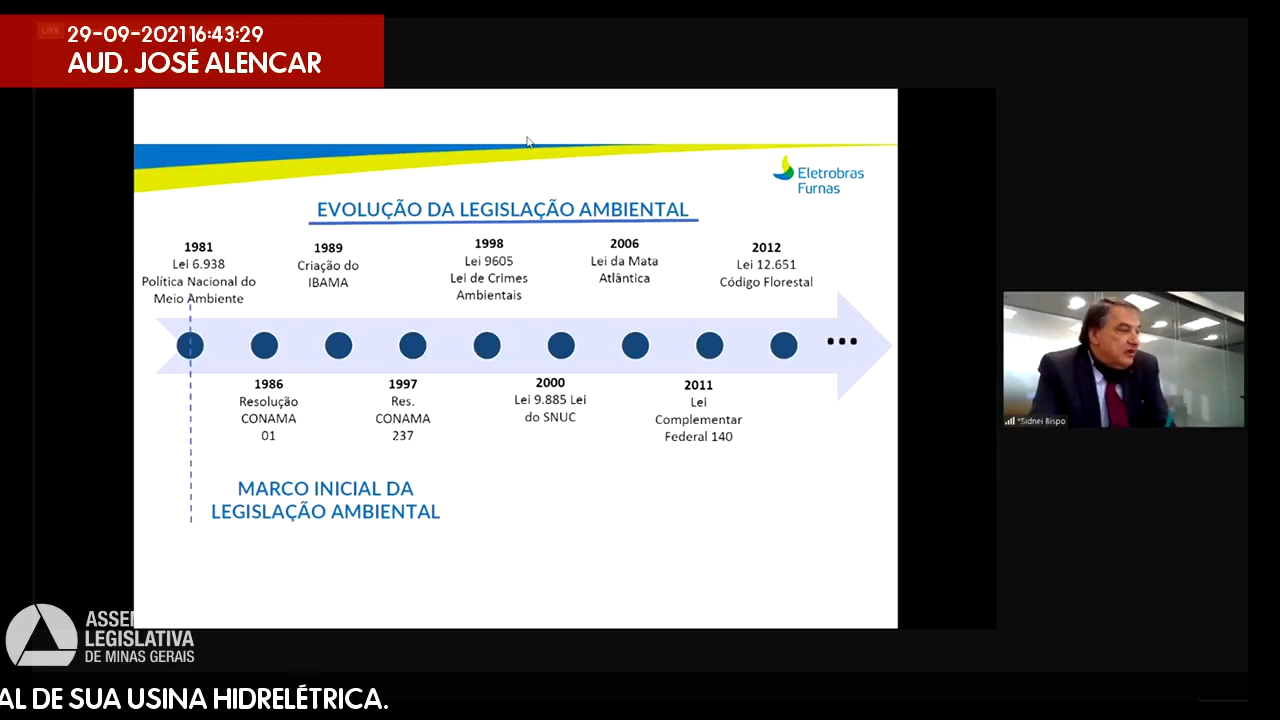 LIVE
29-09-2021 16:43:29
AUD. JOSÉ ALENCAR
Eletrobras
Furnas
EVOLUÇÃO DA LEGISLAÇÃO AMBIENTAL
1981
Lei 6.938
Política Nacional do
Meio Ambiente
1989
Criação do
IBAMA
1998
Lei 9605
Lei de Crimes
Ambientais
2006
Lei da Mata
Atlântica
2012
Lei 12.651
Código Florestal
...
1986
Resolução
CONAMA
01
1997
Res.
CONAMA
237
2000
Lei 9.885 Lei
do SNUC
2011
Lei
Complementar
Federal 140
MARCO INICIAL DA
LEGISLAÇÃO AMBIENTAL
*Sidnei Bispo
ASSE
LEGISLATIVA
DE MINAS GERAIS
AL DE SUA USINA HIDRELÉTRICA.